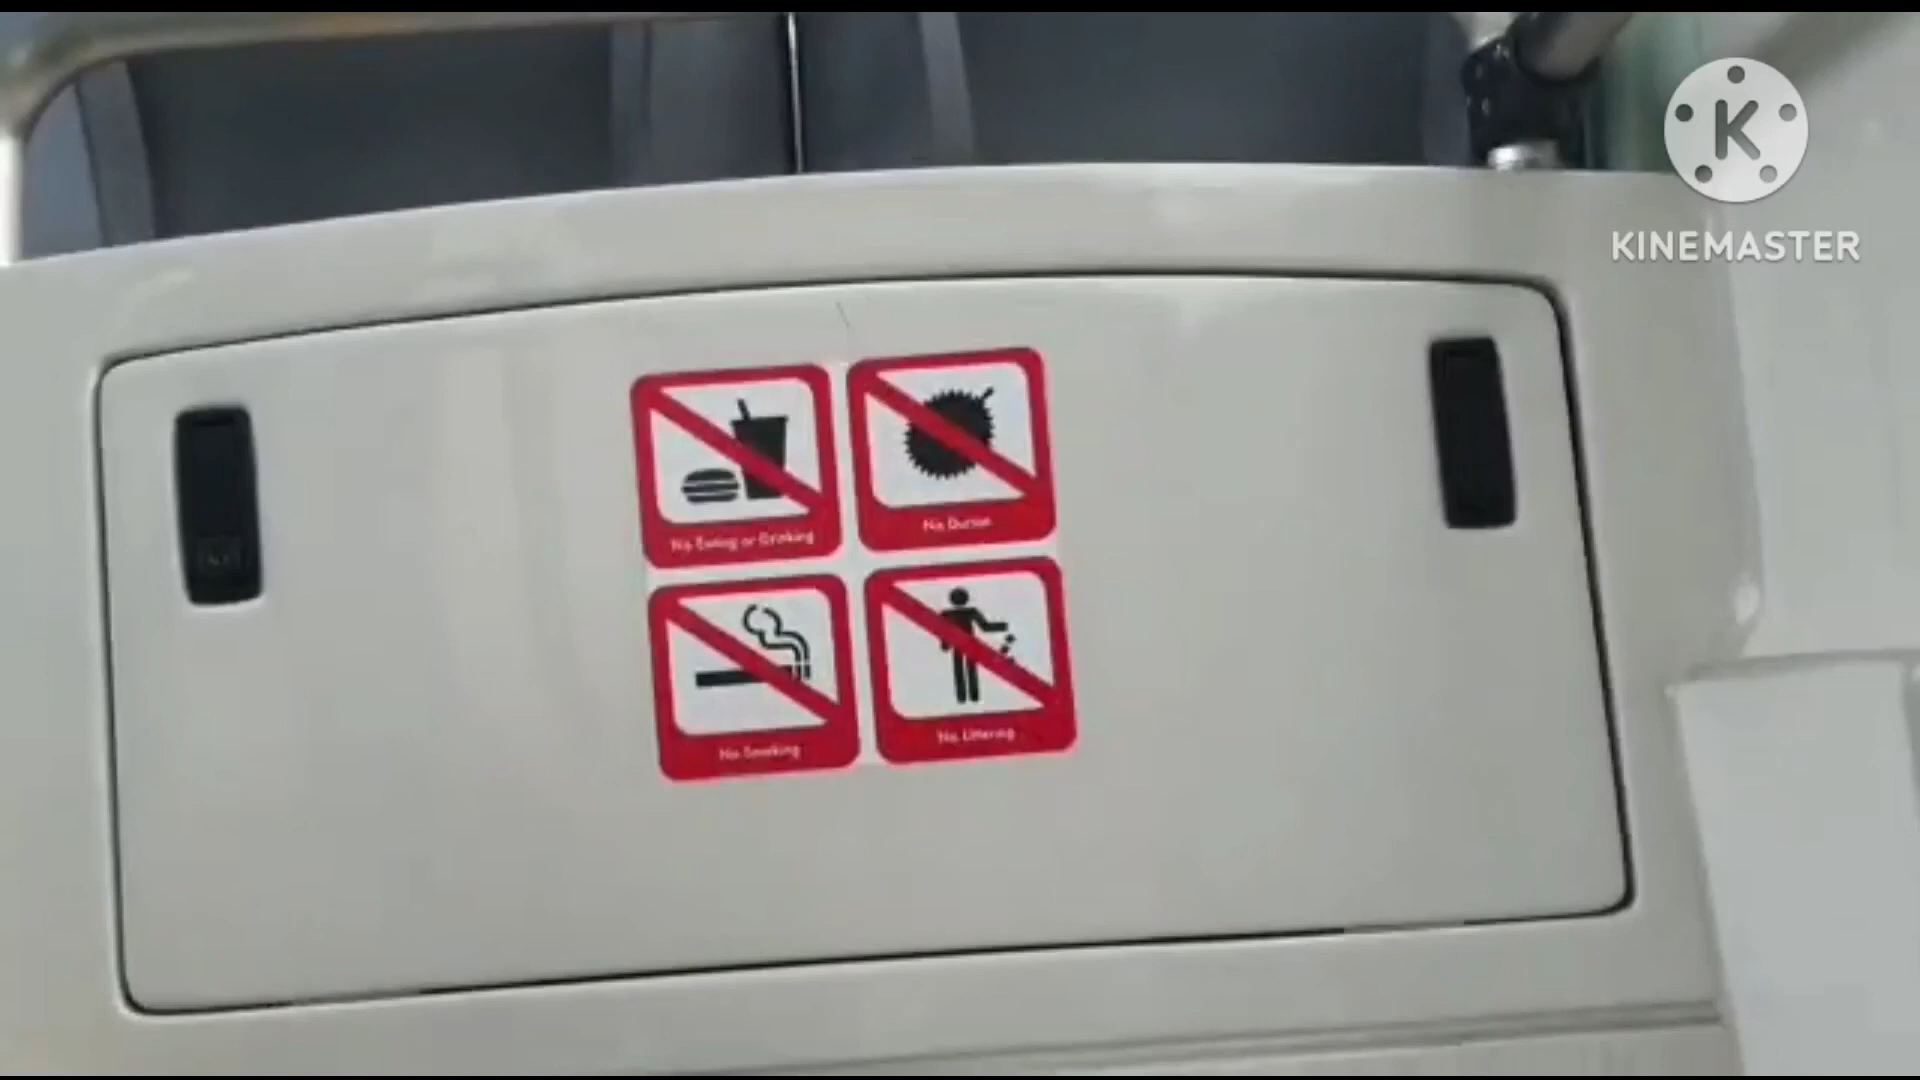 K
KINEMASTER
No Eating or Drinking
No Durian
No Smoking
No Littering